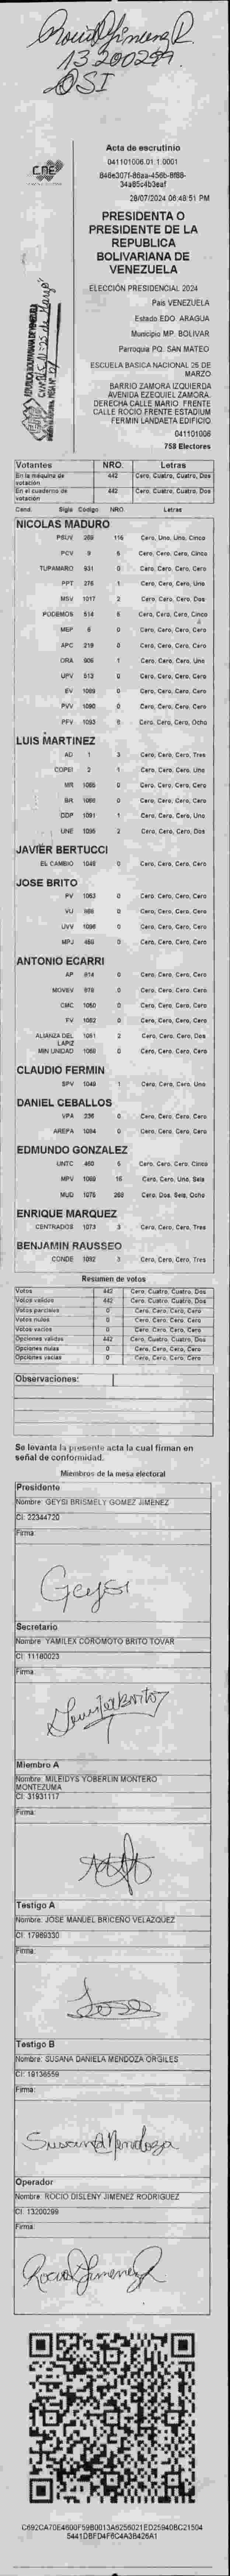 Rocio Jimenez R.
13.200299
OSI
CNE
Acta de escrutinio
041101006.01.1.0001
28/07/2024 06:48:51 PM
PRESIDENTA O
PRESIDENTE DE LA
REPUBLICA
BOLIVARIANA DE
VENEZUELA
ELECCIÓN PRESIDENCIAL 2024
País VENEZUELA
Estado EDO. ARAGUA
Municipio MP. BOLIVAR
Parroquia PQ. SAN MATEO
ESCUELA BASICA NACIONAL 25 DE
MARZO
BARRIO ZAMORA IZQUIERDA
AVENIDA EZEQUIEL ZAMORA.
DERECHA CALLE MARIO. FRENTE
CALLE ROCIO FRENTE ESTADIUM
FERMIN LANDAETA EDIFICIO
041101006
758 Electores
Votantes NRO. Letras
En la máquina de votación 442 Cero, Cuatro, Cuatro, Dos
En el cuaderno de votación 442 Cero, Cuatro, Cuatro, Dos
Cand. Sigla Codigo NRO Letras
NICOLAS MADURO
PSUV 116 Cero, Uno, Uno, Cinco
PCV 9 5 Cero, Cero, Cero, Cinco
TUPAMARO 931 0 Cero, Cero, Cero, Cero
PPT 276 1 Cero, Cero, Cero, Uno
MSV 1017 2 Cero, Cero, Cero, Dos
PODEMOS 514 5 Cero, Cero, Cero, Cinco
MEP 6 0 Cero, Cero, Cero, Cero
APC 219 0 Cero, Cero, Cero, Cero
ORA 906 1 Cero, Cero, Cero, Uno
UPV 513 0 Cero, Cero, Cero, Cero
EV 1089 0 Cero, Cero, Cero, Cero
PVV 1090 0 Cero, Cero, Cero, Cero
PFV 1093 8 Cero, Cero, Cero, Ocho
LUIS MARTINEZ
AD 1 3 Cero, Cero, Cero, Tres
COPEI 2 1 Cero, Cero, Cero, Uno
MR 1085 0 Cero, Cero, Cero, Cero
BR 1088 0 Cero, Cero, Cero, Cero
DDP 1091 1 Cero, Cero, Cero, Uno
UNE 1095 2 Cero, Cero, Cero, Dos
JAVIER BERTUCCI
EL CAMBIO 1048 0 Cero, Cero, Cero, Cero
JOSE BRITO
PV 1063 0 Cero, Cero, Cero, Cero
VU 0 Cero, Cero, Cero, Cero
UVV 1096 0 Cero, Cero, Cero, Cero
MPJ 0 Cero, Cero, Cero, Cero
ANTONIO ECARRI
AP 814 0 Cero, Cero, Cero, Cero
MOVEV 979 0 Cero, Cero, Cero, Cero
CMC 1050 0 Cero, Cero, Cero, Cero
FV 1082 0 Cero, Cero, Cero, Cero
ALIANZA DEL LAPIZ 1061 2 Cero, Cero, Cero, Dos
MIN UNIDAD 1069 0 Cero, Cero, Cero, Cero
CLAUDIO FERMIN
SPV 1049 1 Cero, Cero, Cero, Uno
DANIEL CEBALLOS
VPA 236 0 Cero, Cero, Cero, Cero
AREPA 1094 0 Cero, Cero, Cero, Cero
EDMUNDO GONZALEZ
UNTC 460 5 Cero, Cero, Cero, Cinco
MPV 1099 16 Cero, Cero, Uno, Seis
MUD 1076 268 Cero, Dos, Seis, Ocho
ENRIQUE MARQUEZ
CENTRADOS 1073 3 Cero, Cero, Cero, Tres
BENJAMIN RAUSSEO
CONDE 1092 3 Cero, Cero, Cero, Tres
Resumen de votos
Votos 442 Cero, Cuatro, Cuatro, Dos
Votos válidos 442 Cero, Cuatro, Cuatro, Dos
Votos parciales 0 Cero, Cero, Cero, Cero
Votos nulos 0 Cero, Cero, Cero, Cero
Votos vacíos 0 Cero, Cero, Cero, Cero
Opciones válidas 442 Cero, Cuatro, Cuatro, Dos
Opciones nulas 0 Cero, Cero, Cero, Cero
Opciones vacías 0 Cero, Cero, Cero, Cero
Observaciones:
Se levanta la presente acta la cual firman en
señal de conformidad.
Miembros de la mesa electoral
Presidente
Nombre: GEYSI BRISMELY GOMEZ JIMENEZ
CI: 22344720
Firma:
Geysi
Secretario
Nombre: YAMILEX COROMOTO BRITO TOVAR
CI: 11180023
Firma:
Miembro A
Nombre: MILEIDYS YOBERLIN MONTERO
MONTEZUMA
CI: 31931117
Firma:
Testigo A
Nombre: JOSE MANUEL BRICEÑO VELAZQUEZ
CI: 17989330
Firma:
Jose
Testigo B
Nombre: SUSANA DANIELA MENDOZA ORGILES
CI: 19136559
Firma:
Susana Mendoza
Operador
Nombre: ROCIO DISLENY JIMENEZ RODRIGUEZ
CI: 13200299
Firma:
Rocio Jimenez R